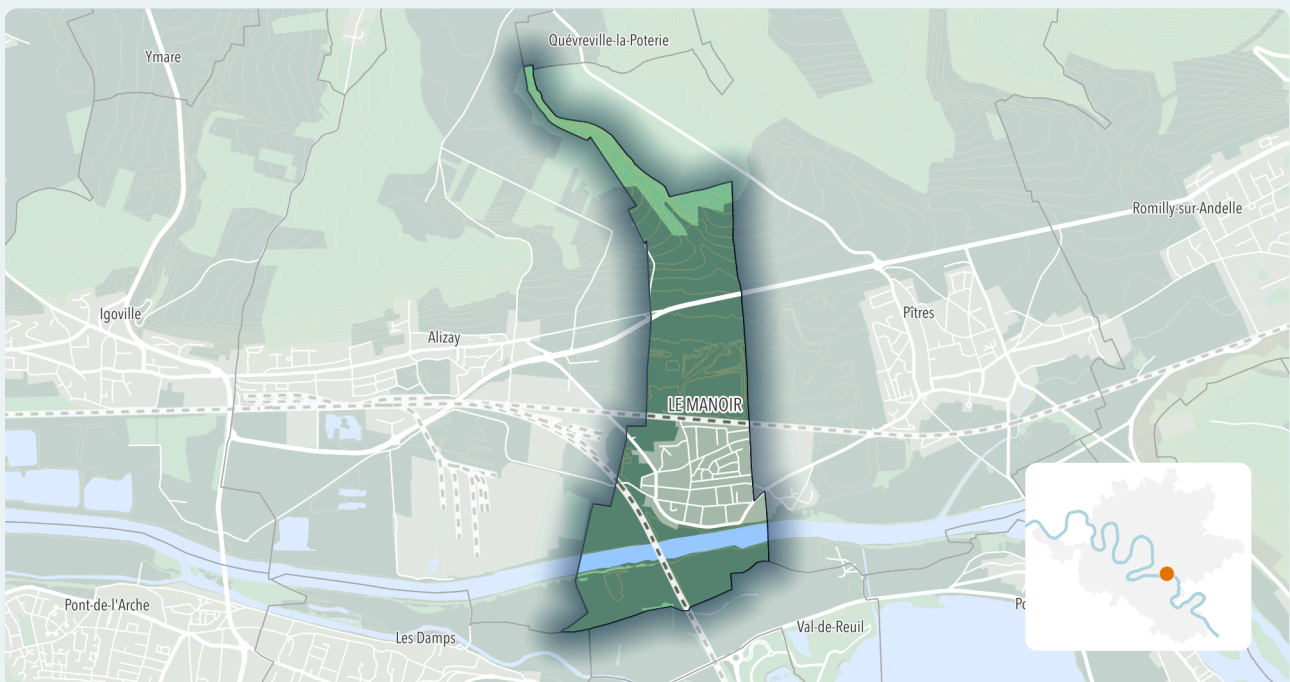 Quévreville-la-Poterie
Ymare
Romilly-sur-Andelle
Igoville
Pîtres
Alizay
LE MANOIR
Pont-de-l'Arche
Les Damps
Val-de-Reuil